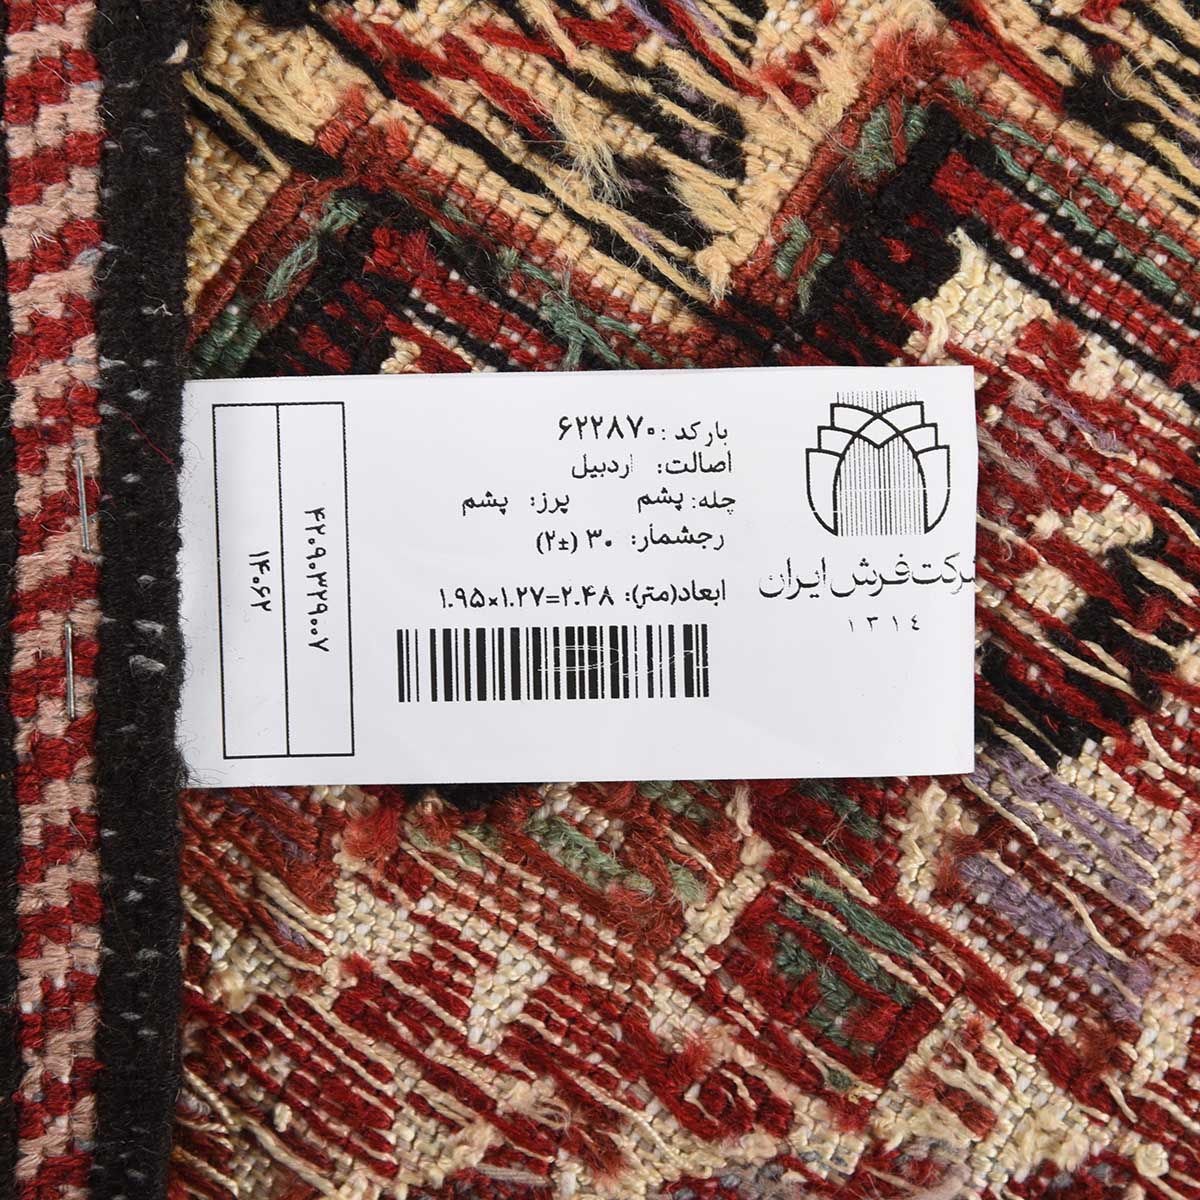 بارکد: ۶۲۲۸۷۰
اصالت: اردبیل
چله: پشم پرز: پشم
رجشمار: ۳۰ (±۲)
ابعاد(متر): ۱.۹۵×۱.۲۷=۲.۴۸
شرکت فرش ایران
۱۳۱٤
۴۲۰۹۰۳۲۹۰۰۷
۱۴۰۶۲